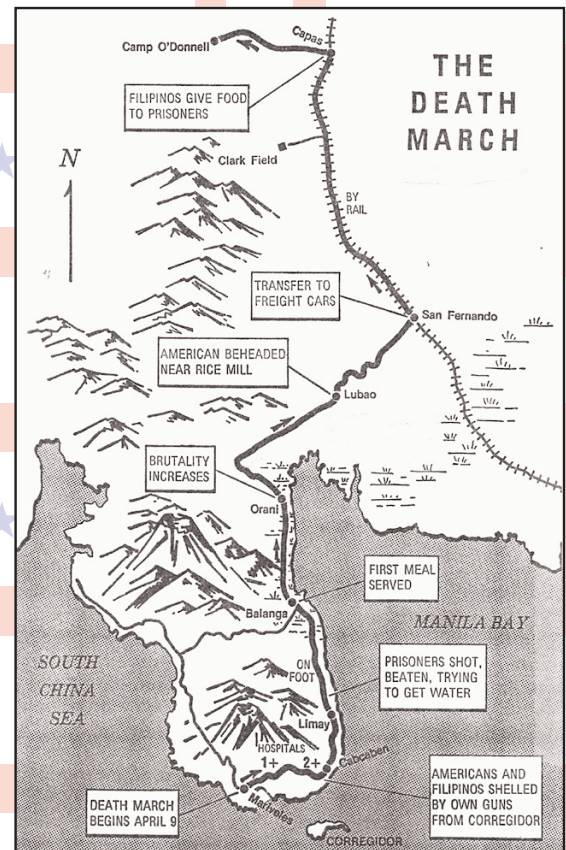 THE
DEATH
MARCH
Capas
Camp O'Donnell
FILIPINOS GIVE FOOD
TO PRISONERS
N
Clark Field
BY
RAIL
TRANSFER TO
FREIGHT CARS
San Fernando
AMERICAN BEHEADED
NEAR RICE MILL
Lubao
BRUTALITY
INCREASES
Orani
FIRST MEAL
SERVED
Balanga
MANILA BAY
SOUTH
CHINA
SEA
ON
FOOT
PRISONERS SHOT,
BEATEN, TRYING
TO GET WATER
Limay
HOSPITALS
1+ 2+
Cabcaben
AMERICANS AND
FILIPINOS SHELLED
BY OWN GUNS
FROM CORREGIDOR
DEATH MARCH
BEGINS APRIL 9
Mariveles
CORREGIDOR